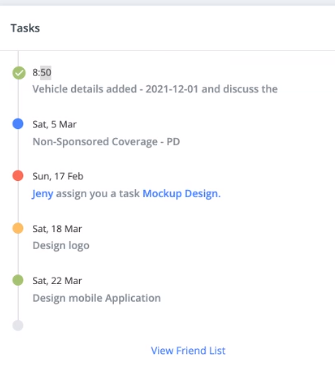 Tasks
8:50
Vehicle details added - 2021-12-01 and discuss the
Sat, 5 Mar
Non-Sponsored Coverage - PD
Sun, 17 Feb
Jeny assign you a task Mockup Design.
Sat, 18 Mar
Design logo
Sat, 22 Mar
Design mobile Application
View Friend List